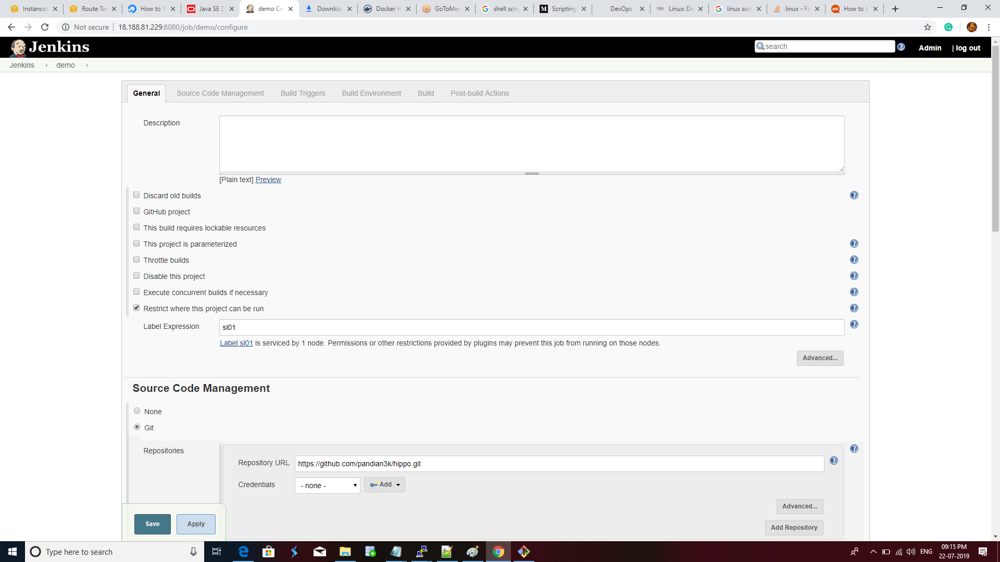 Instances
Route Ta
How to T
Java SE D
demo Co
Downloa
Docker H
GoToMee
shell scri
Scripting
DevOps
Linux: De
linux scri
linux - Fi
How to l
Not secure | 18.188.81.229:8080/job/demo/configure
Jenkins
search
Admin | log out
Jenkins demo
General Source Code Management Build Triggers Build Environment Build Post-build Actions
Description
[Plain text] Preview
Discard old builds
GitHub project
This build requires lockable resources
This project is parameterized
Throttle builds
Disable this project
Execute concurrent builds if necessary
Restrict where this project can be run
Label Expression sl01
Label sl01 is serviced by 1 node. Permissions or other restrictions provided by plugins may prevent this job from running on those nodes.
Advanced...
Source Code Management
None
Git
Repositories
Repository URL https://github.com/pandian3k/hippo.git
Credentials - none - Add
Advanced...
Add Repository
Save Apply
Type here to search
ENG
09:15 PM
22-07-2019